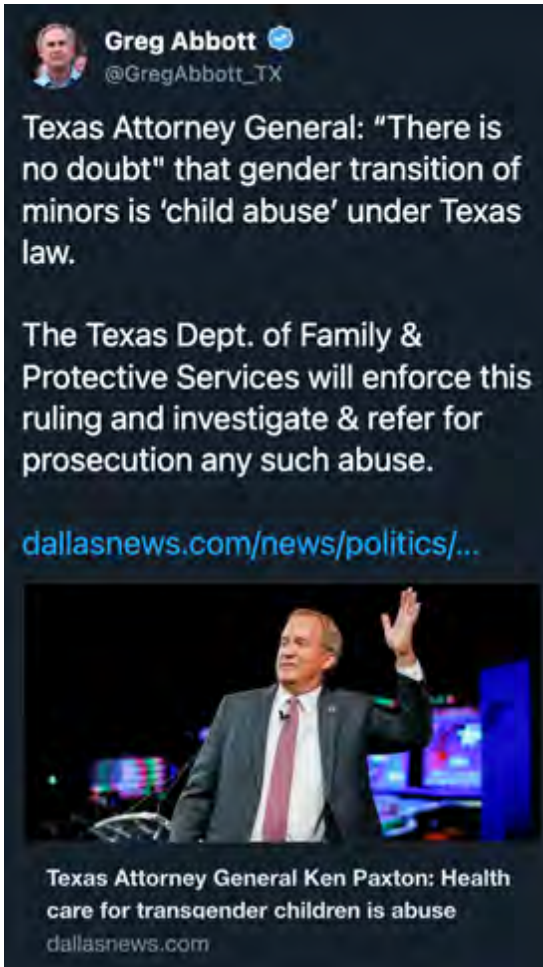 Greg Abbott
@GregAbbott_TX
Texas Attorney General: “There is
no doubt" that gender transition of
minors is ‘child abuse’ under Texas
law.
The Texas Dept. of Family &
Protective Services will enforce this
ruling and investigate & refer for
prosecution any such abuse.
dallasnews.com/news/politics/...
Texas Attorney General Ken Paxton: Health
care for transgender children is abuse
dallasnews.com